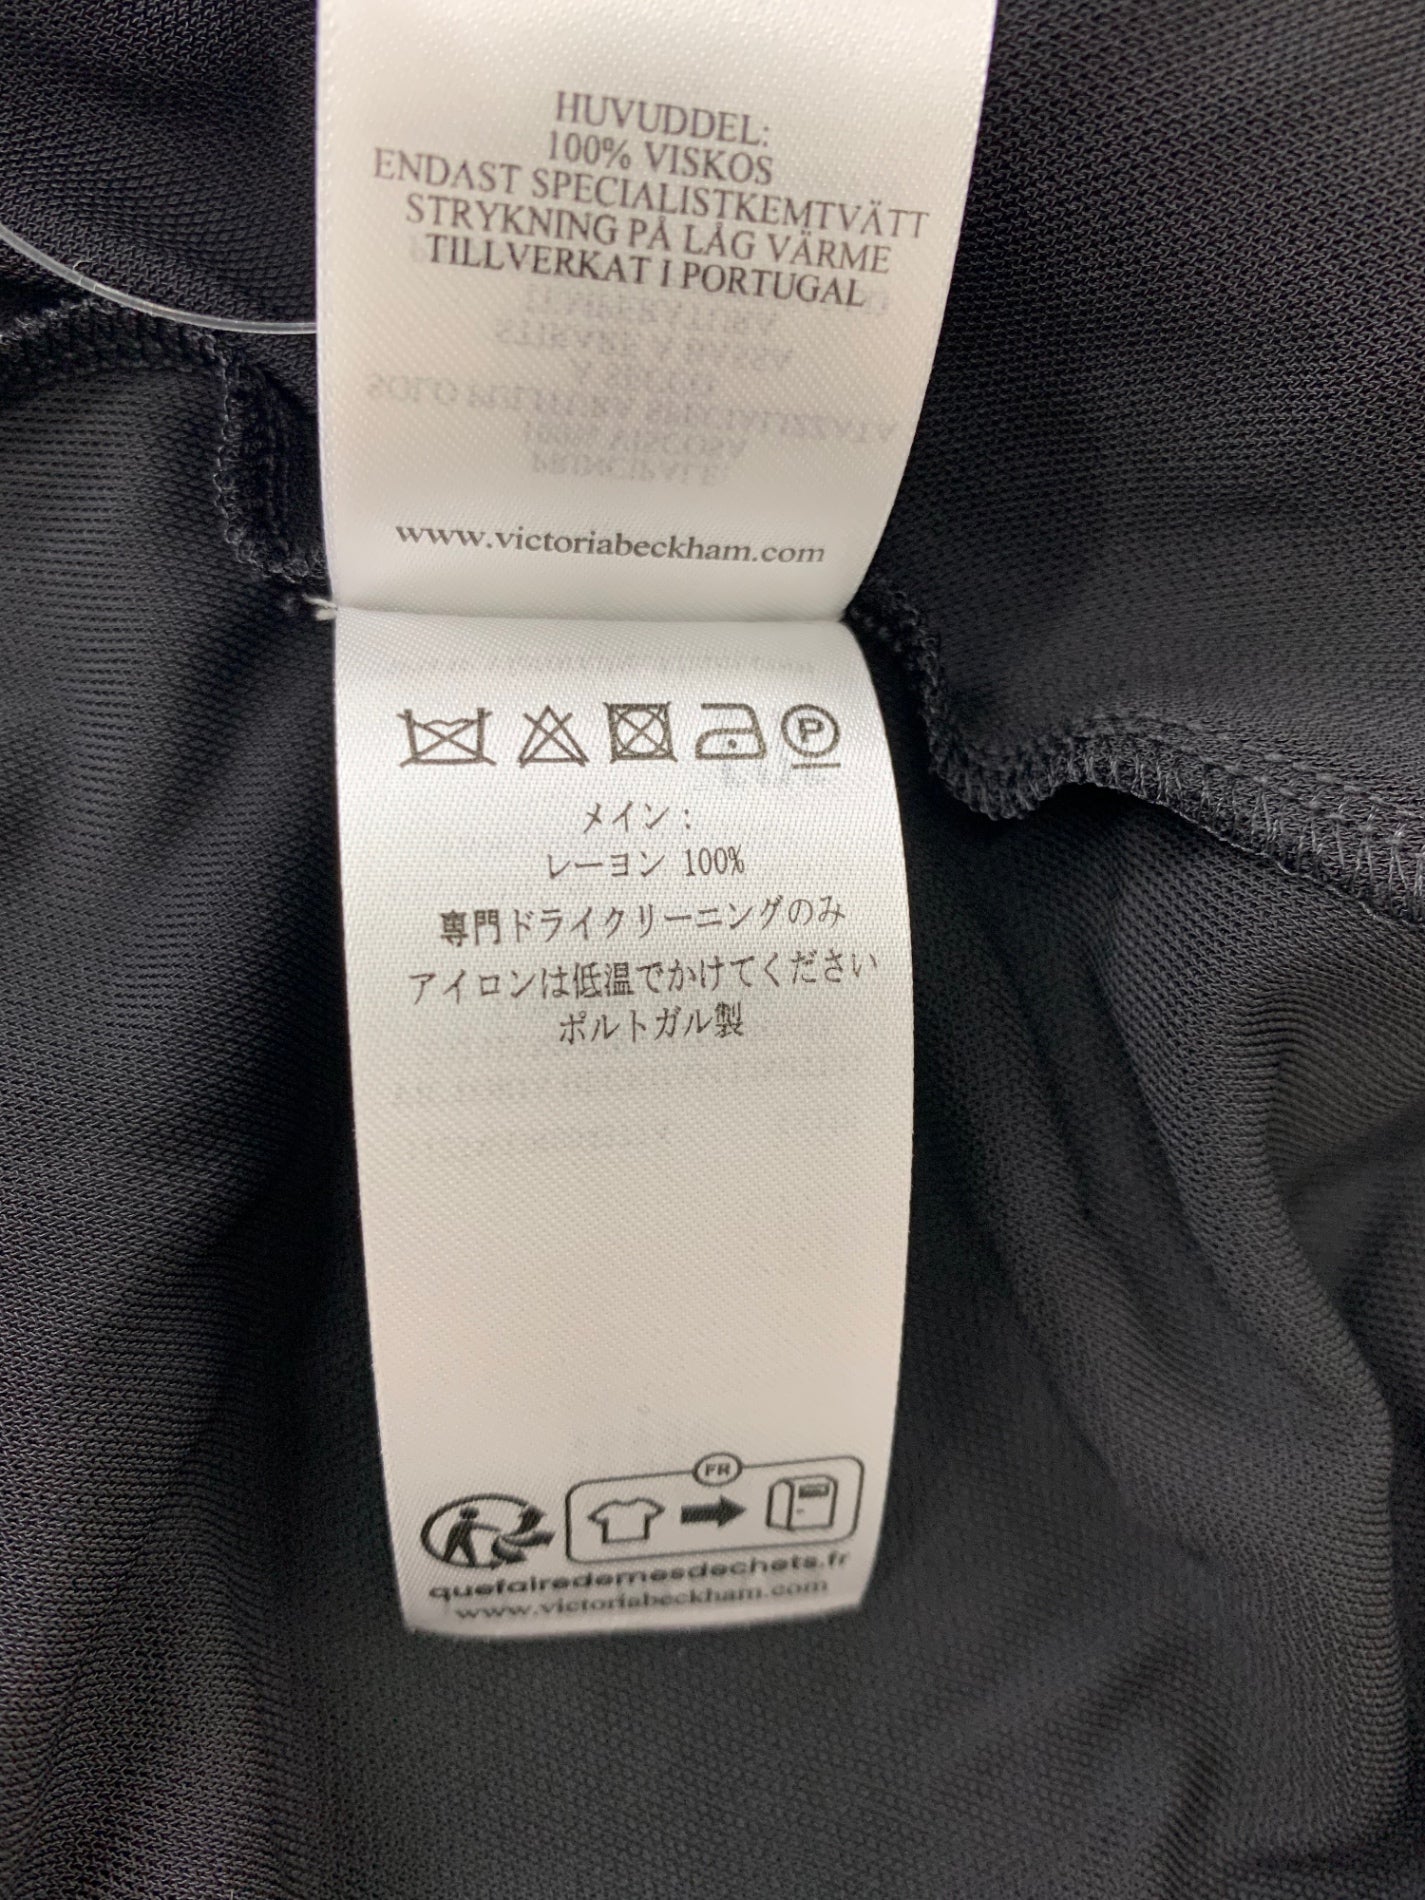 HUVUDDEL:
100% VISKOS
ENDAST SPECIALISTKEMTVÄTT
STRYKNING PÅ LÅG VÄRME
TILLVERKAT I PORTUGAL
www.victoriabeckham.com
P
メイン：
レーヨン 100%
専門ドライクリーニングのみ
アイロンは低温でかけてください
ポルトガル製
FR
quefairedemesdechets.fr
www.victoriabeckham.com